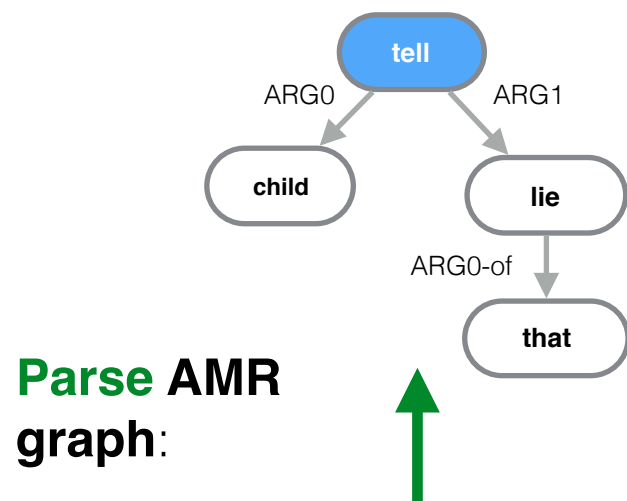 tell
ARG0 ARG1
child
lie
ARG0-of
that
Parse AMR
graph: